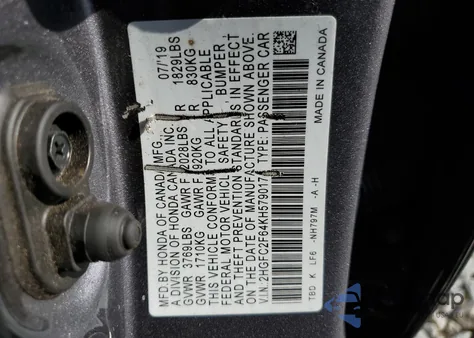 MFD. BY HONDA OF CANADA MFG. 07/19
A DIVISION OF HONDA CANADA INC.
GVWR 3769LBS GAWR F 2028LBS R 1829LBS
GVWR 1710KG GAWR F 920KG R 830KG
THIS VEHICLE CONFORMS TO ALL APPLICABLE
FEDERAL MOTOR VEHICLE SAFETY, BUMPER,
AND THEFT PREVENTION STANDARDS IN EFFECT
ON THE DATE OF MANUFACTURE SHOWN ABOVE.
V.I.N.: 2HGFC2F64KH579017 TYPE: PASSENGER CAR
TBD K LF6 -NH797M -A -H MADE IN CANADA